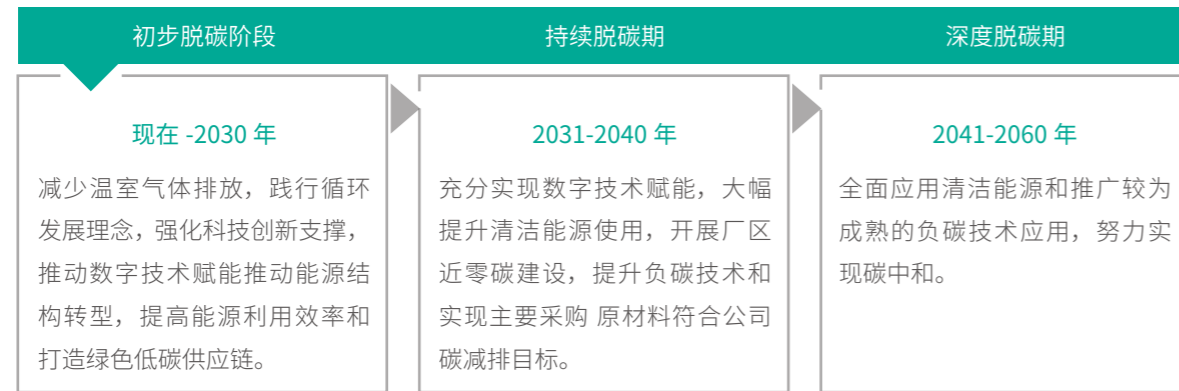 初步脱碳阶段
持续脱碳期
深度脱碳期
现在 -2030 年
减少温室气体排放，践行循环
发展理念，强化科技创新支撑，
推动数字技术赋能推动能源结
构转型，提高能源利用效率和
打造绿色低碳供应链。
2031-2040 年
充分实现数字技术赋能，大幅
提升清洁能源使用，开展厂区
近零碳建设，提升负碳技术和
实现主要采购 原材料符合公司
碳减排目标。
2041-2060 年
全面应用清洁能源和推广较为
成熟的负碳技术应用，努力实
现碳中和。